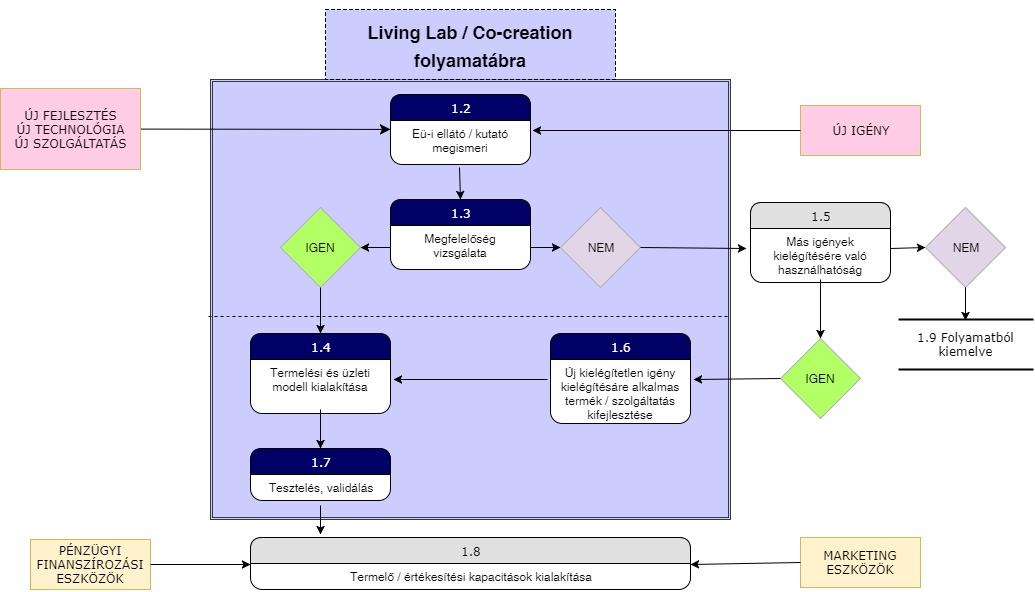 Living Lab / Co-creation
folyamatábra
ÚJ FEJLESZTÉS
ÚJ TECHNOLÓGIA
ÚJ SZOLGÁLTATÁS
1.2
Eü-i ellátó / kutató
megismeri
ÚJ IGÉNY
IGEN
1.3
Megfelelőség
vizsgálata
NEM
1.5
Más igények
kielégítésére való
használhatóság
NEM
1.4
Termelési és üzleti
modell kialakítása
1.6
Új kielégítetlen igény
kielégítésáre alkalmas
termék / szolgáltatás
kifejlesztése
IGEN
1.9 Folyamatból
kiemelve
1.7
Tesztelés, validálás
PÉNZÜGYI
FINANSZÍROZÁSI
ESZKÖZÖK
1.8
Termelő / értékesítési kapacitások kialakítása
MARKETING
ESZKÖZÖK